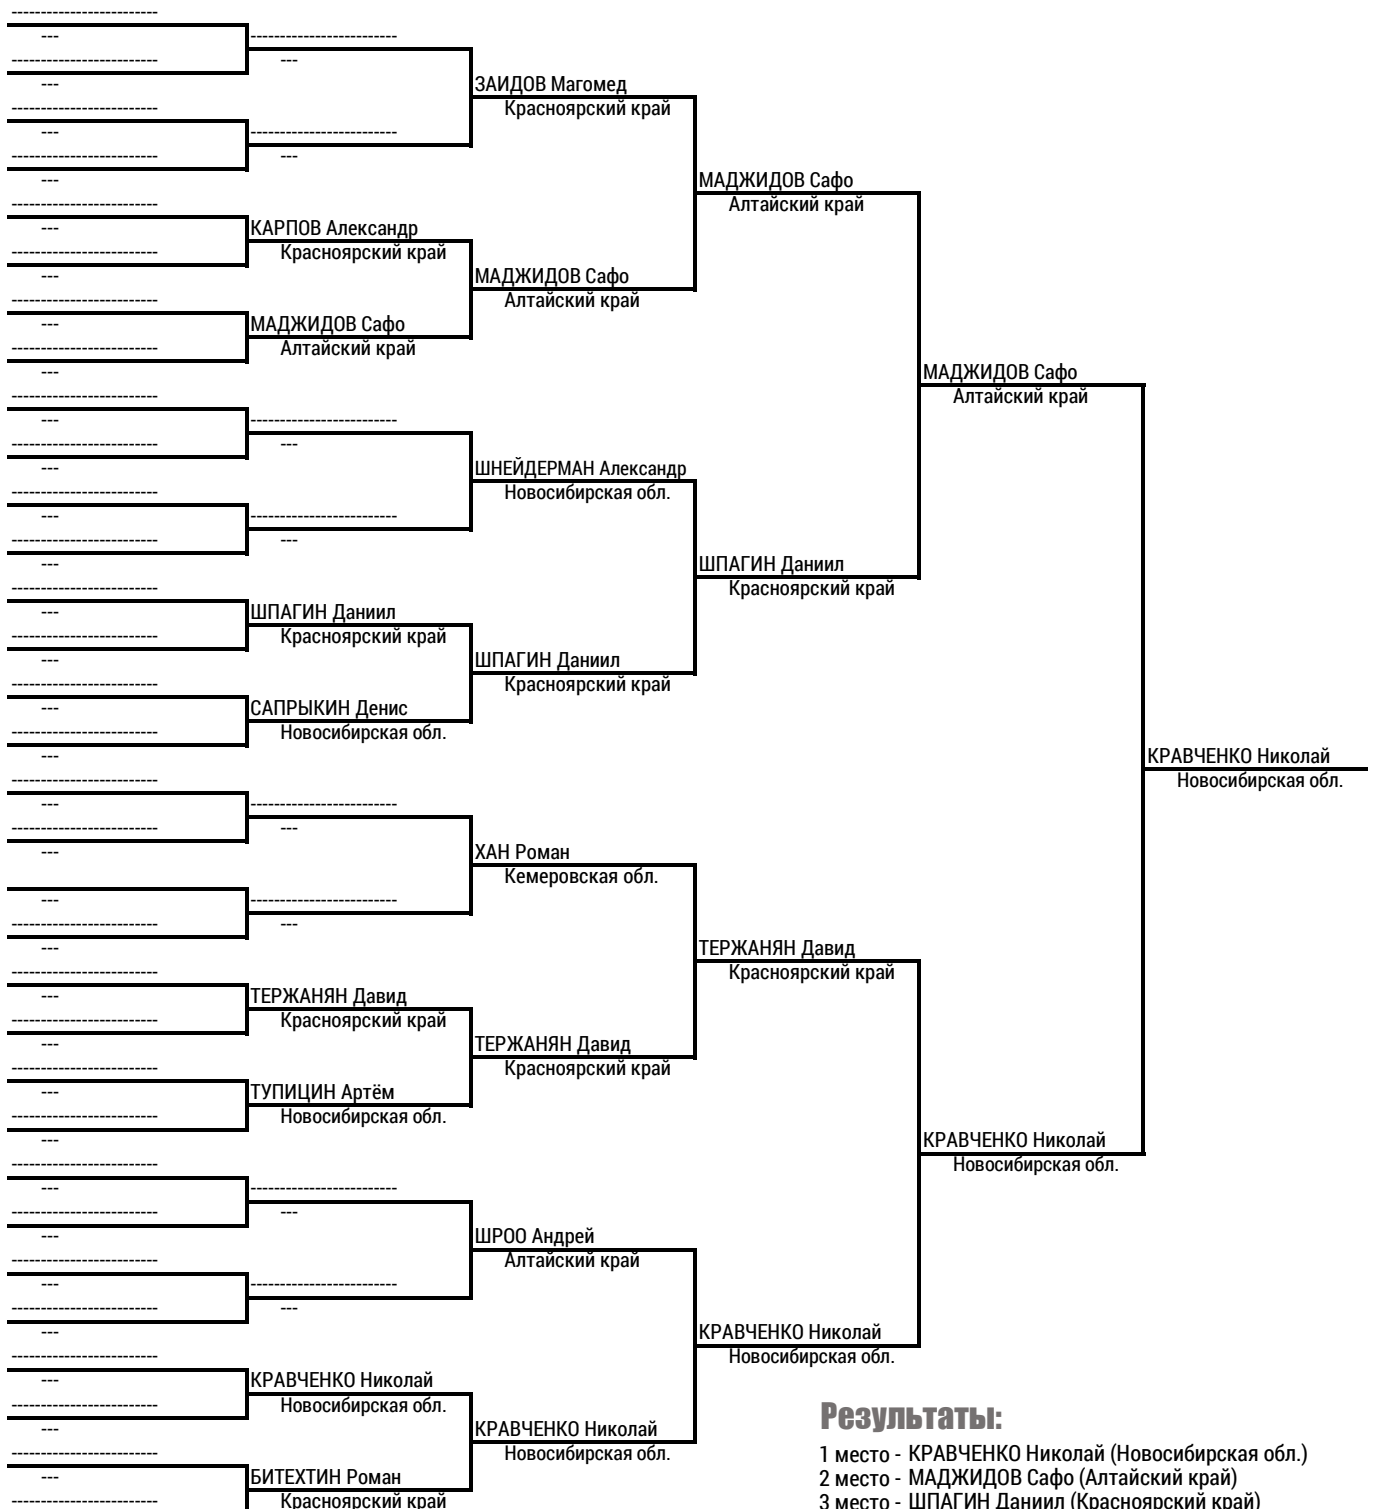 ЗАИДОВ Магомед
Красноярский край
МАДЖИДОВ Сафо
Алтайский край
КАРПОВ Александр
Красноярский край
МАДЖИДОВ Сафо
Алтайский край
МАДЖИДОВ Сафо
Алтайский край
МАДЖИДОВ Сафо
Алтайский край
ШНЕЙДЕРМАН Александр
Новосибирская обл.
ШПАГИН Даниил
Красноярский край
ШПАГИН Даниил
Красноярский край
ШПАГИН Даниил
Красноярский край
САПРЫКИН Денис
Новосибирская обл.
КРАВЧЕНКО Николай
Новосибирская обл.
ХАН Роман
Кемеровская обл.
ТЕРЖАНЯН Давид
Красноярский край
ТЕРЖАНЯН Давид
Красноярский край
ТЕРЖАНЯН Давид
Красноярский край
ТУПИЦИН Артём
Новосибирская обл.
КРАВЧЕНКО Николай
Новосибирская обл.
ШРОО Андрей
Алтайский край
КРАВЧЕНКО Николай
Новосибирская обл.
КРАВЧЕНКО Николай
Новосибирская обл.
КРАВЧЕНКО Николай
Новосибирская обл.
БИТЕХТИН Роман
Красноярский край
Результаты:
1 место - КРАВЧЕНКО Николай (Новосибирская обл.)
2 место - МАДЖИДОВ Сафо (Алтайский край)
3 место - ШПАГИН Даниил (Красноярский край)